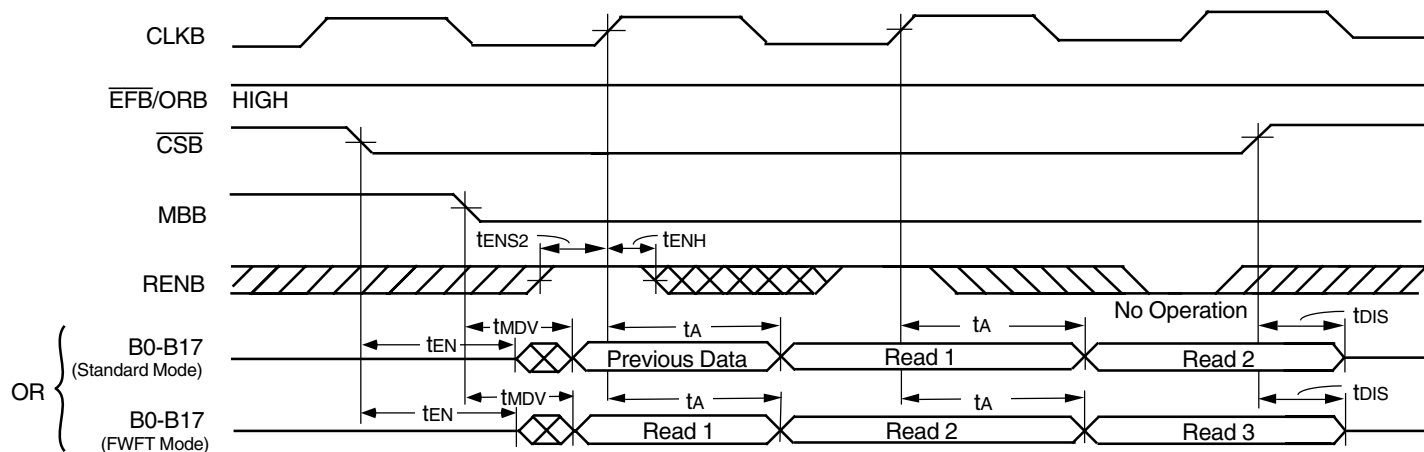 CLKB
EFB/ORB HIGH
CSB
MBB
tENS2 tENH
RENB
No Operation
tMDV tA tA tDIS
tEN
OR
B0-B17
(Standard Mode)
Previous Data Read 1 Read 2
tMDV tA tA tDIS
tEN
B0-B17
(FWFT Mode)
Read 1 Read 2 Read 3